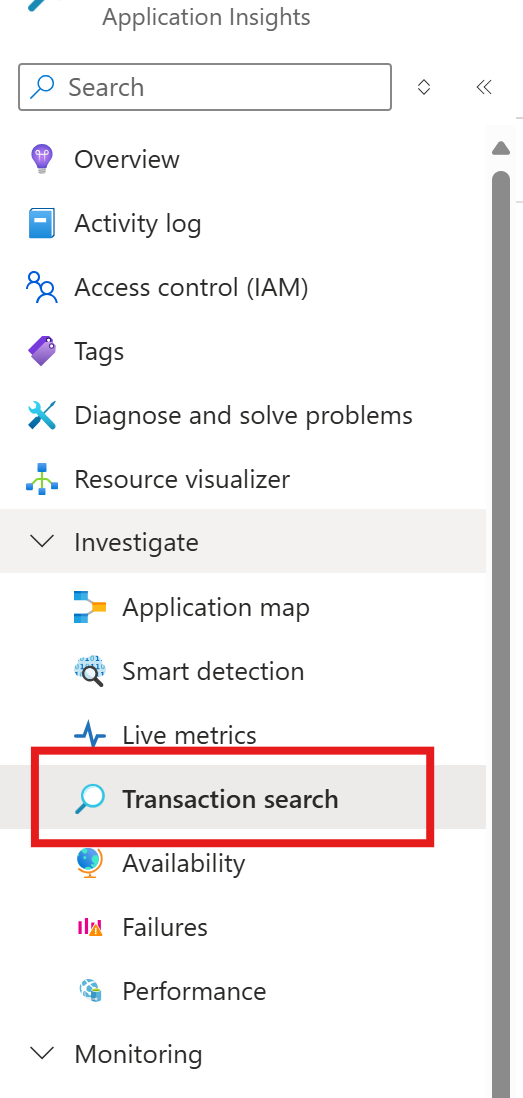 Application Insights
Search
Overview
Activity log
Access control (IAM)
Tags
Diagnose and solve problems
Resource visualizer
Investigate
Application map
Smart detection
Live metrics
Transaction search
Availability
Failures
Performance
Monitoring